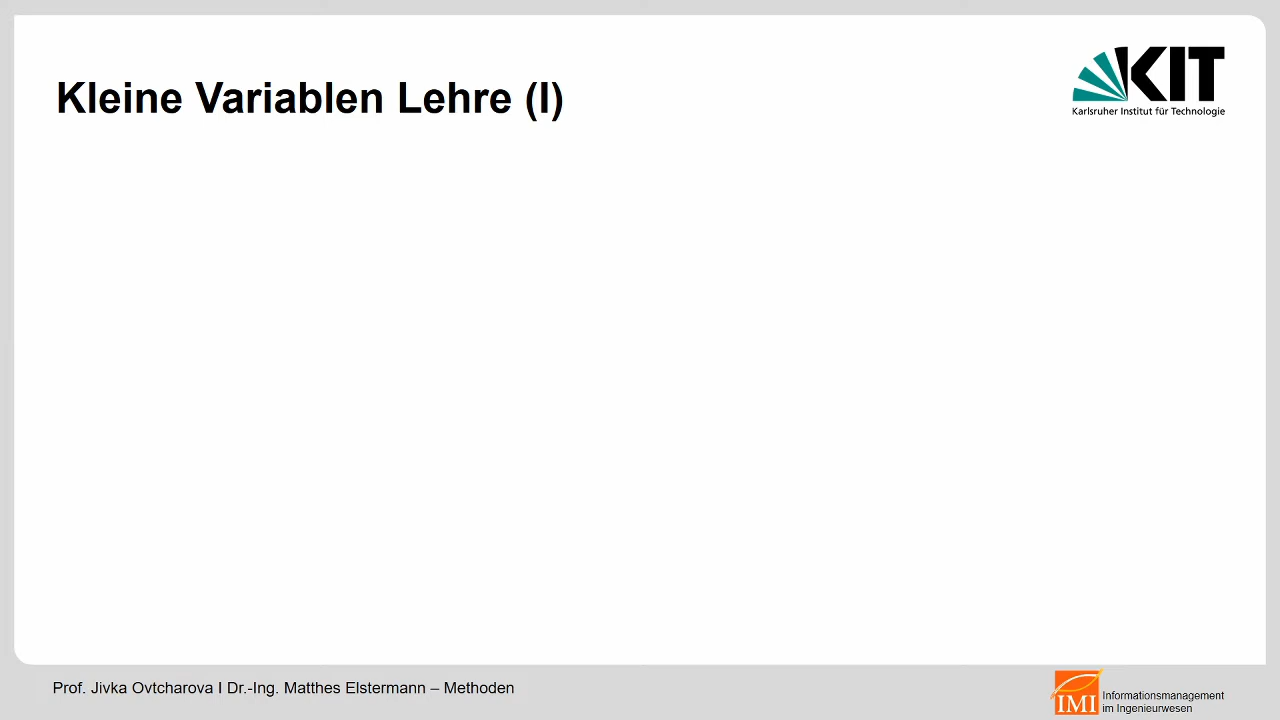 Kleine Variablen Lehre (I)
KIT
Karlsruher Institut für Technologie
Prof. Jivka Ovtcharova I Dr.-Ing. Matthes Elstermann – Methoden
IMI
Informationsmanagement
im Ingenieurwesen